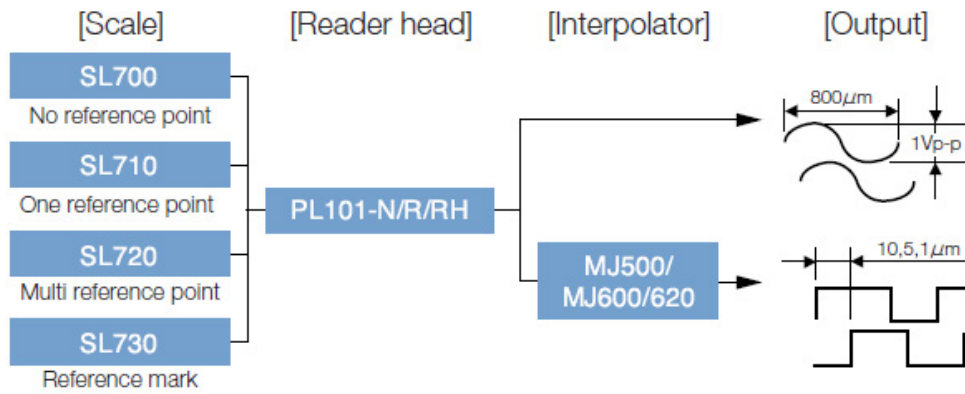 [Scale]
[Reader head]
[Interpolator]
[Output]
SL700
No reference point
SL710
One reference point
SL720
Multi reference point
SL730
Reference mark
PL101-N/R/RH
MJ500/
MJ600/620
800μm
1Vp-p
10,5,1μm